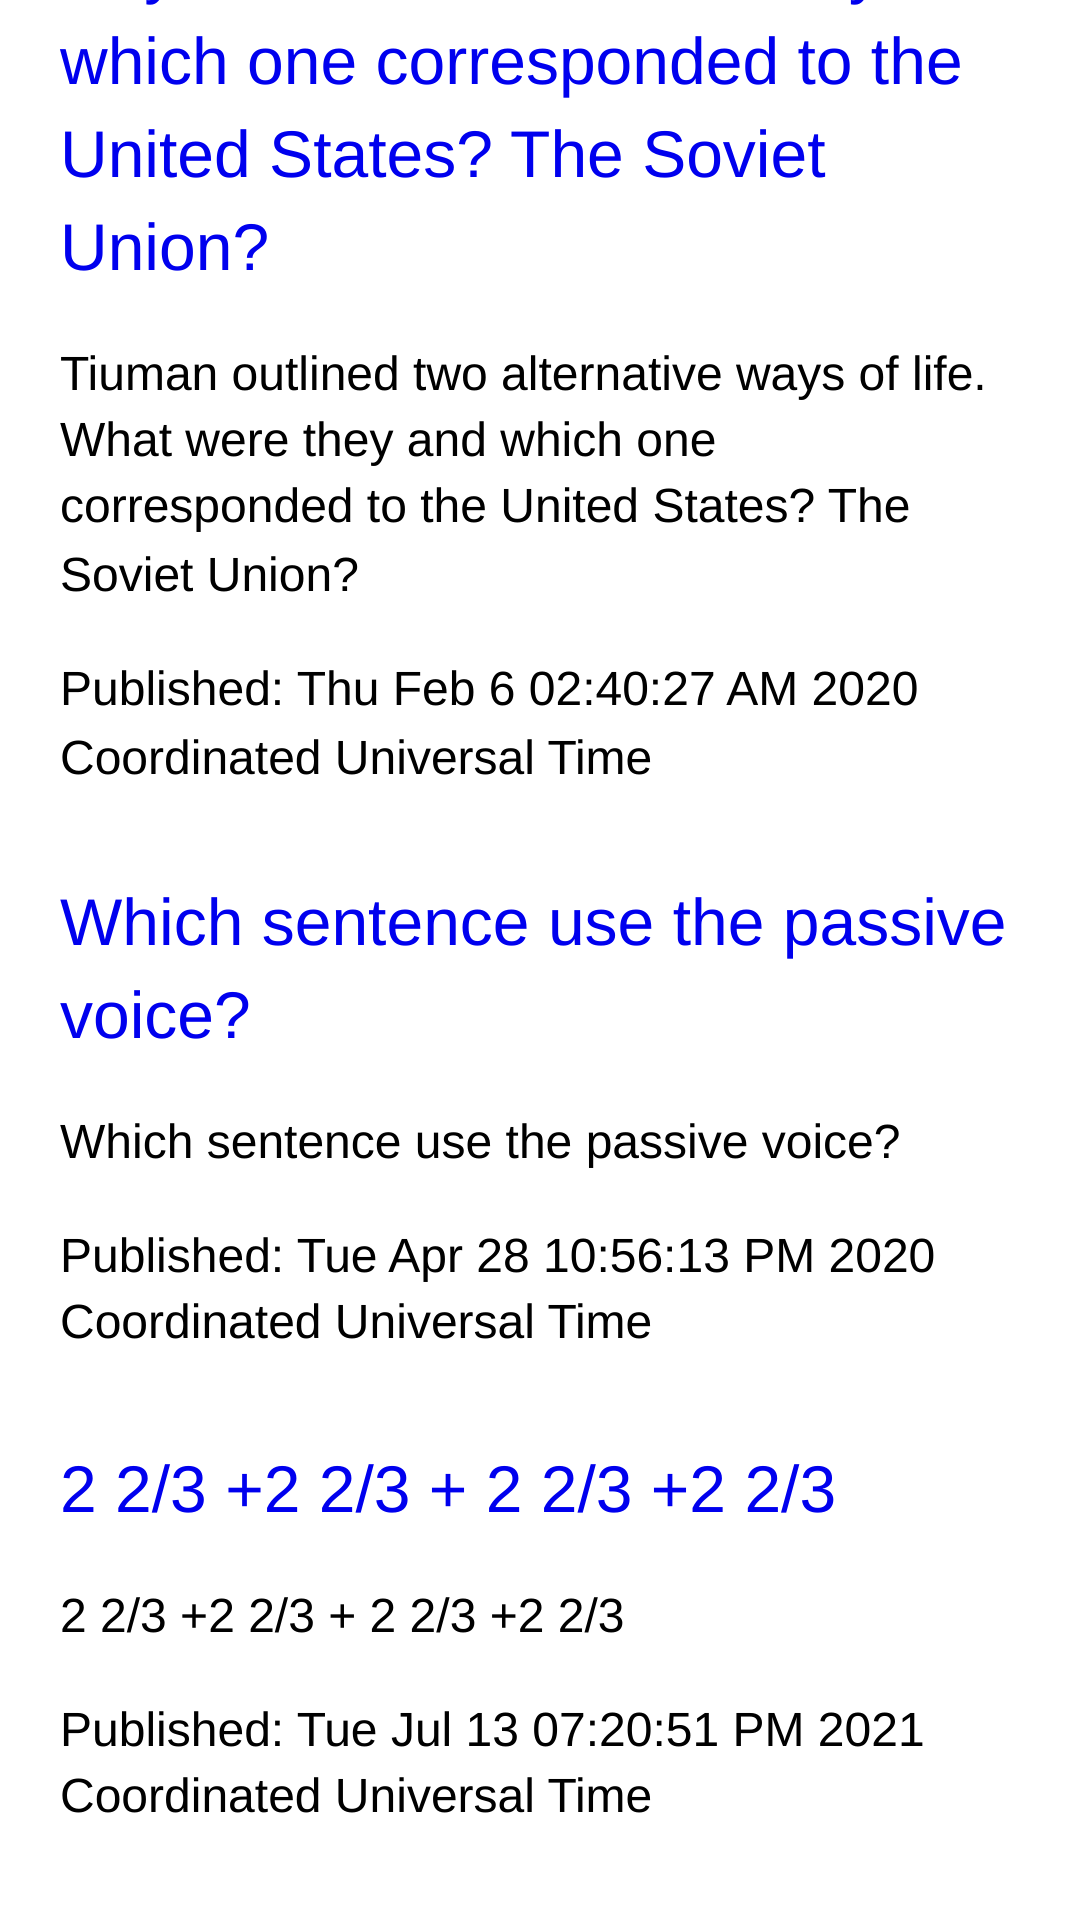 which one corresponded to the
United States? The Soviet
Union?
Tiuman outlined two alternative ways of life.
What were they and which one
corresponded to the United States? The
Soviet Union?
Published: Thu Feb 6 02:40:27 AM 2020
Coordinated Universal Time
Which sentence use the passive
voice?
Which sentence use the passive voice?
Published: Tue Apr 28 10:56:13 PM 2020
Coordinated Universal Time
2 2/3 +2 2/3 + 2 2/3 +2 2/3
2 2/3 +2 2/3 + 2 2/3 +2 2/3
Published: Tue Jul 13 07:20:51 PM 2021
Coordinated Universal Time